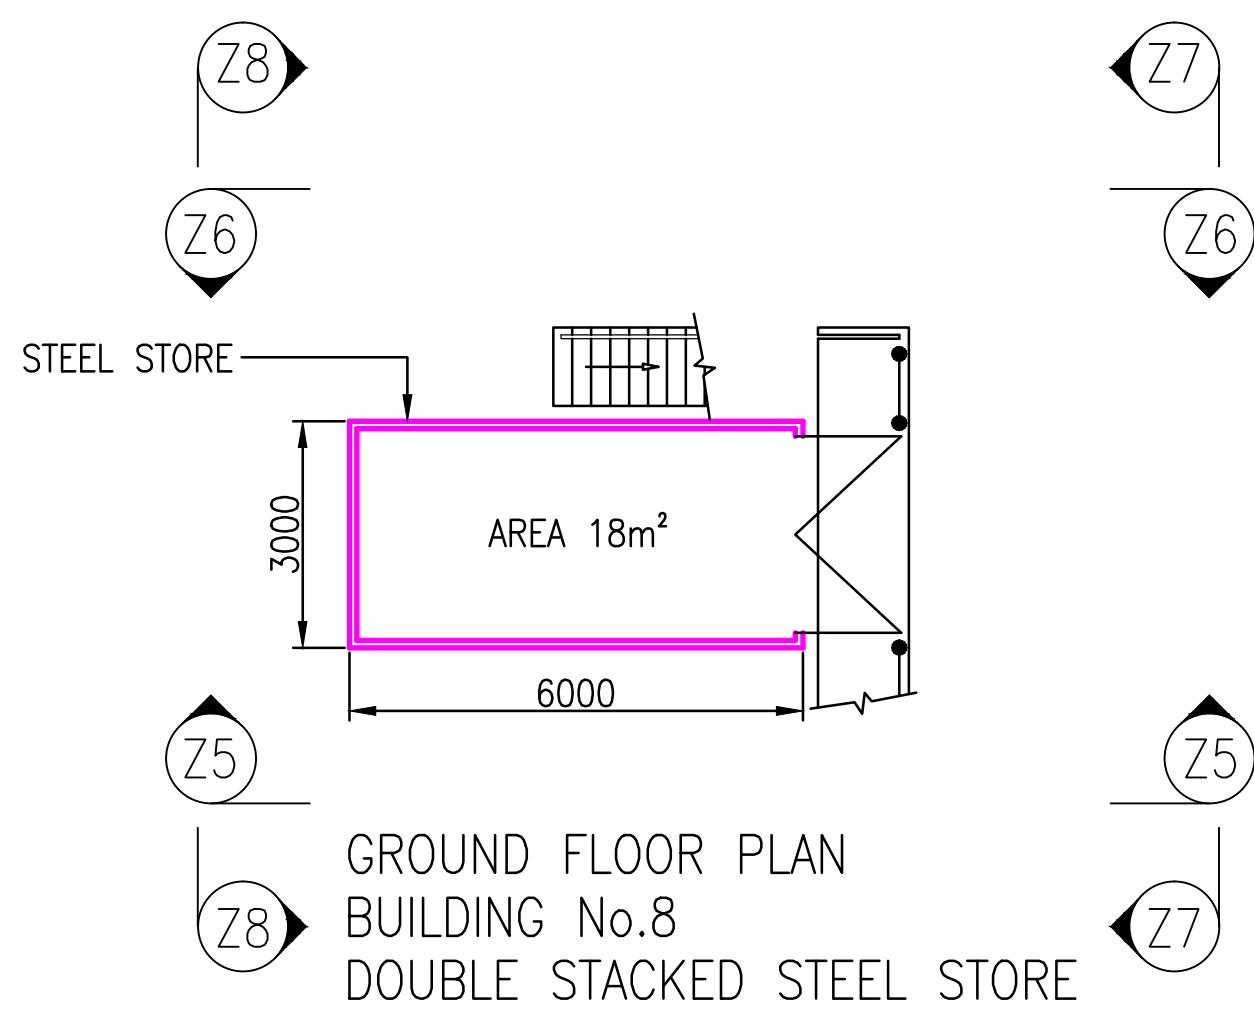 Z8
Z7
Z6
Z6
STEEL STORE
3000
AREA 18m²
6000
Z5
Z5
GROUND FLOOR PLAN
BUILDING No.8
Z8
Z7
DOUBLE STACKED STEEL STORE